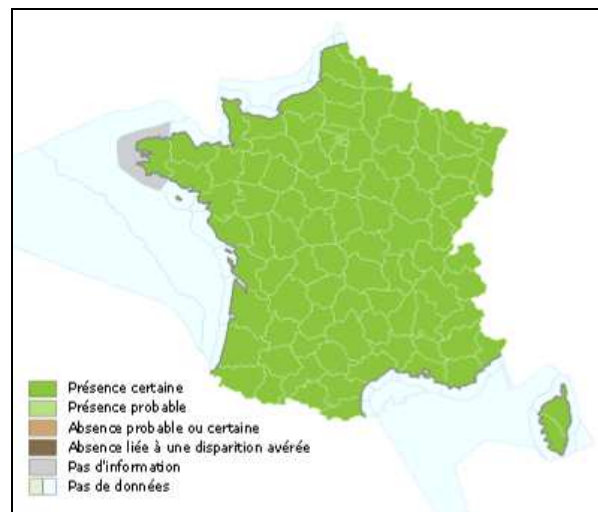 Présence certaine
Présence probable
Absence probable ou certaine
Absence liée à une disparition avérée
Pas d'information
Pas de données